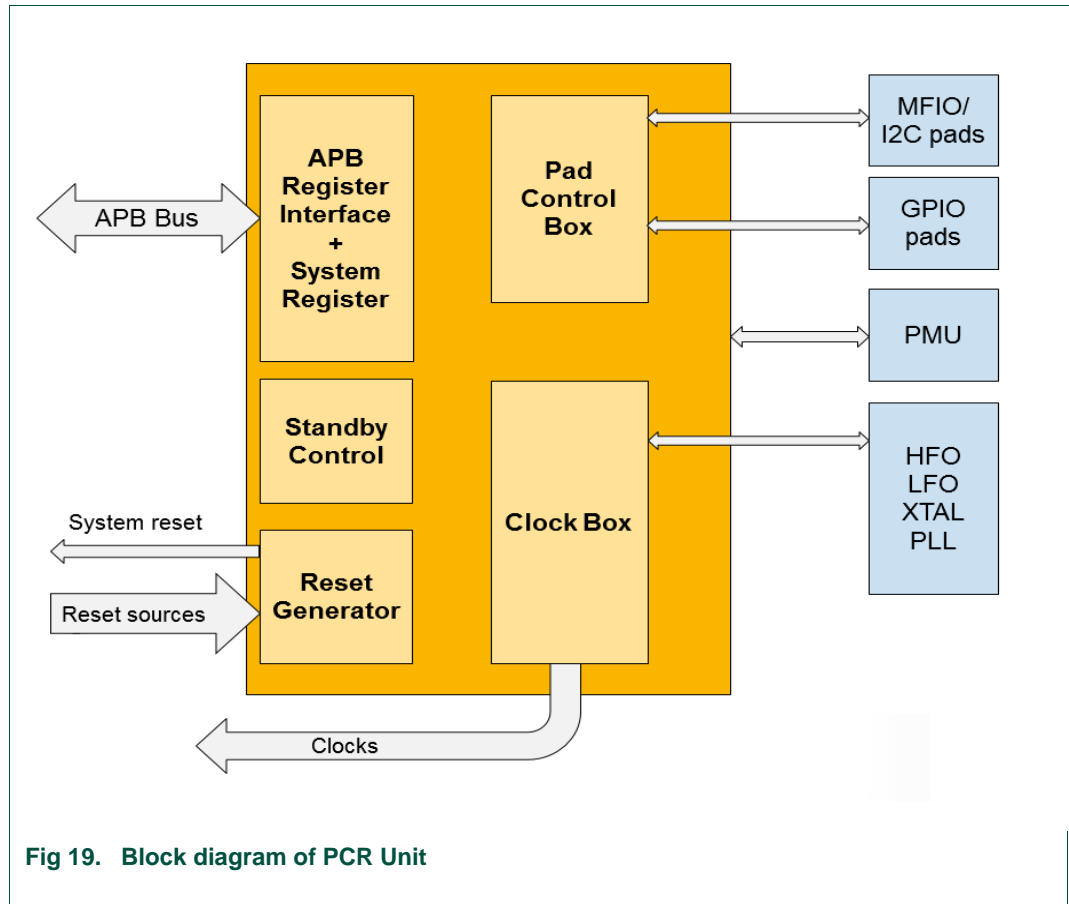 APB Bus
APB
Register
Interface
+
System
Register
Standby
Control
System reset
Reset sources
Reset
Generator
Pad
Control
Box
Clock Box
Clocks
MFIO/
I2C pads
GPIO
pads
PMU
HFO
LFO
XTAL
PLL
Fig 19. Block diagram of PCR Unit